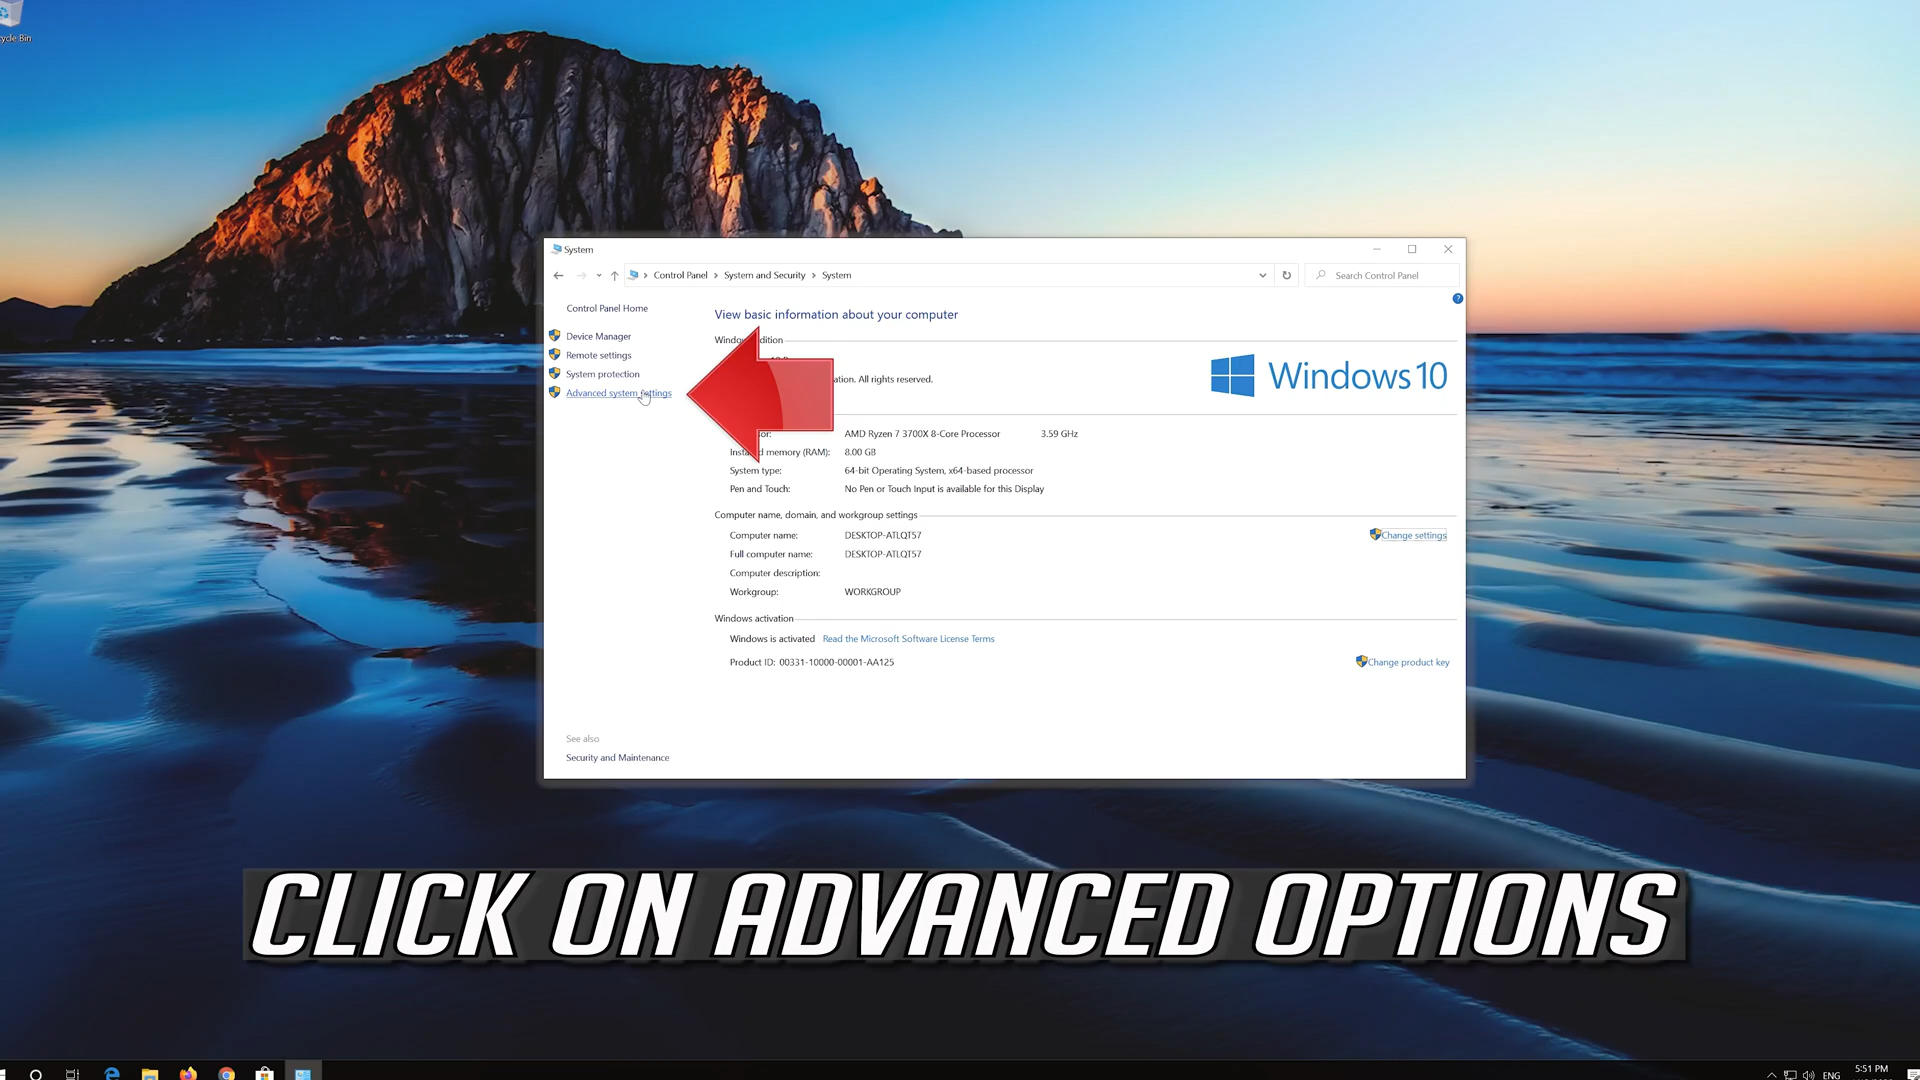 System
Control Panel > System and Security > System
Search Control Panel
Control Panel Home
Device Manager
Remote settings
System protection
Advanced system settings
View basic information about your computer
ation. All rights reserved.
Windows 10
AMD Ryzen 7 3700X 8-Core Processor 3.59 GHz
memory (RAM): 8.00 GB
System type: 64-bit Operating System, x64-based processor
Pen and Touch: No Pen or Touch Input is available for this Display
Computer name, domain, and workgroup settings
Computer name: DESKTOP-ATLQT57
Change settings
Full computer name: DESKTOP-ATLQT57
Computer description:
Workgroup: WORKGROUP
Windows activation
Windows is activated Read the Microsoft Software License Terms
Product ID: 00331-10000-00001-AA125
Change product key
See also
Security and Maintenance
CLICK ON ADVANCED OPTIONS
ENG
5:51 PM